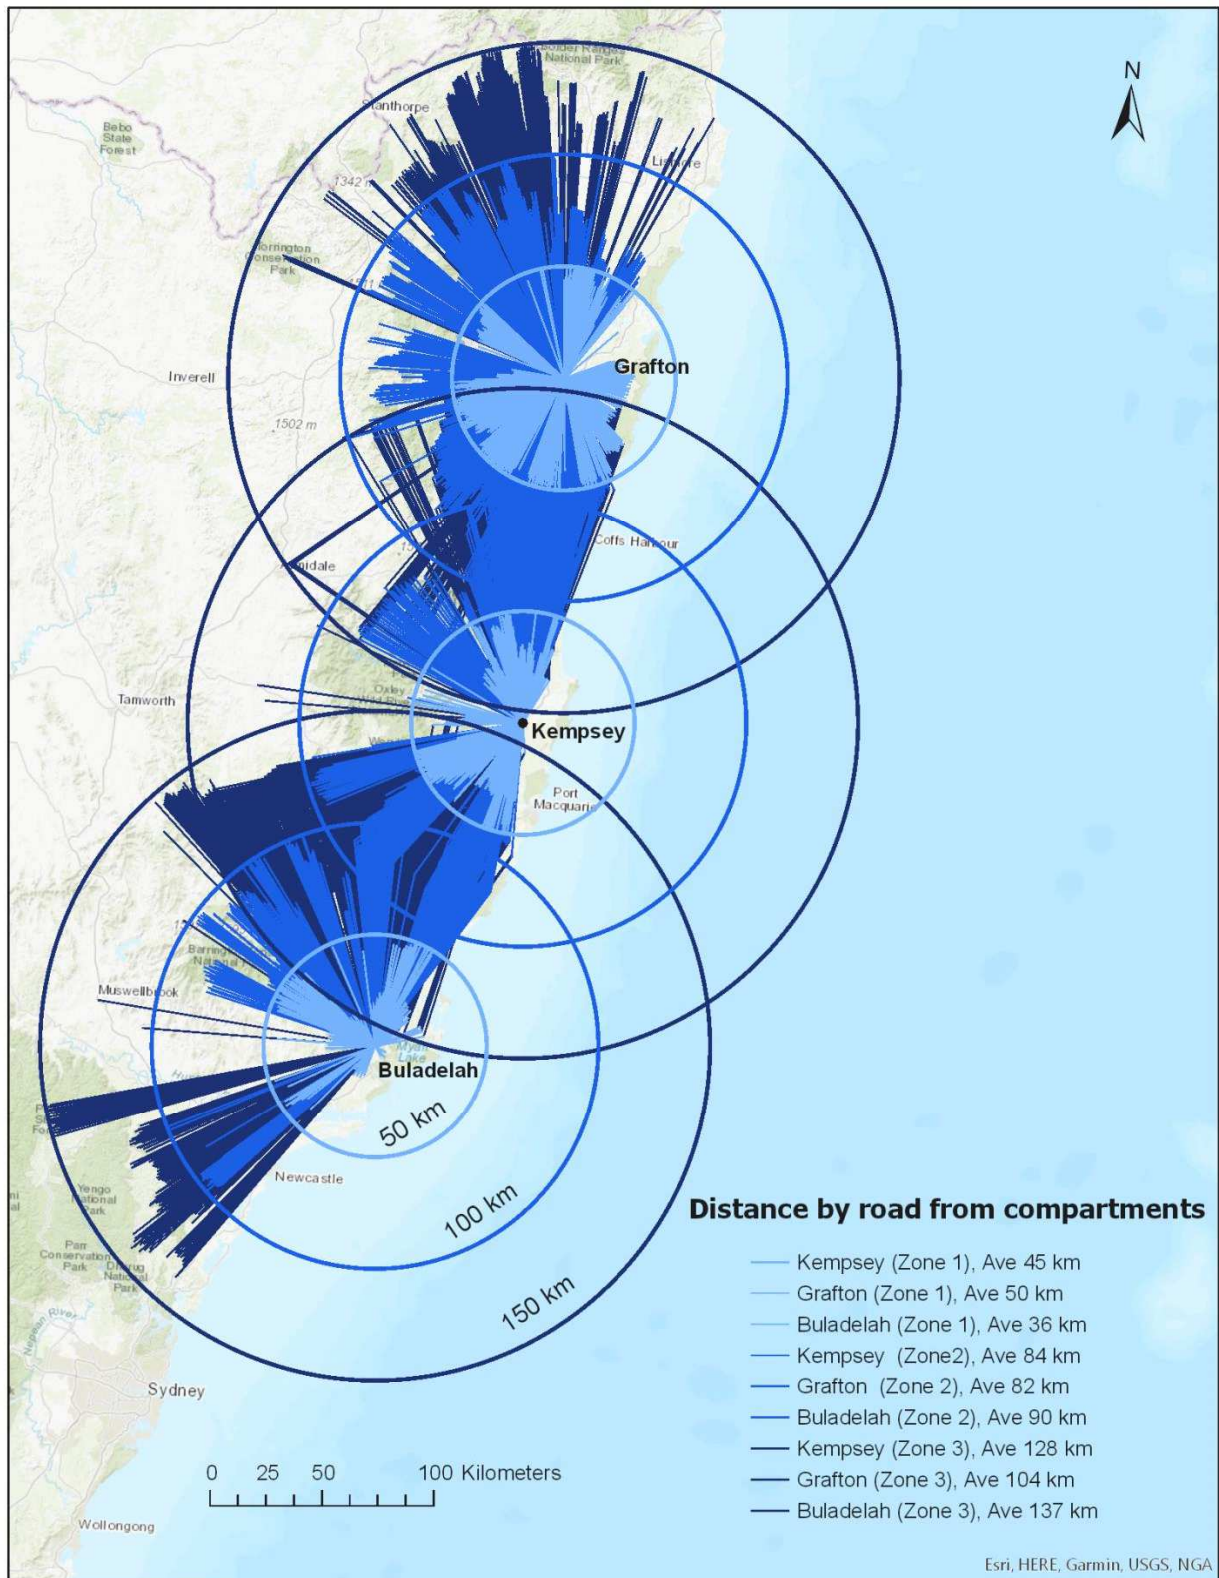 Border Ranges
National Park
N
Stanthorpe
Bebo
State
Forest
Lismore
1342 m
Torrington
Conservation
Park
Grafton
Inverell
1502 m
Coffs Harbour
Armidale
Tamworth
Oxley
Kempsey
Port
Macquarie
Muswellbrook
Myall
Lake
Buladelah
50 km
Newcastle
Yengo
National
Park
100 km
Distance by road from compartments
Parr
Conservation
Park
Dharug
National
Park
150 km
Kempsey (Zone 1), Ave 45 km
Grafton (Zone 1), Ave 50 km
Buladelah (Zone 1), Ave 36 km
Nepean River
Kempsey (Zone2), Ave 84 km
Grafton (Zone 2), Ave 82 km
Sydney
Buladelah (Zone 2), Ave 90 km
Kempsey (Zone 3), Ave 128 km
0 25 50 100 Kilometers
Grafton (Zone 3), Ave 104 km
Buladelah (Zone 3), Ave 137 km
Wollongong
Esri, HERE, Garmin, USGS, NGA